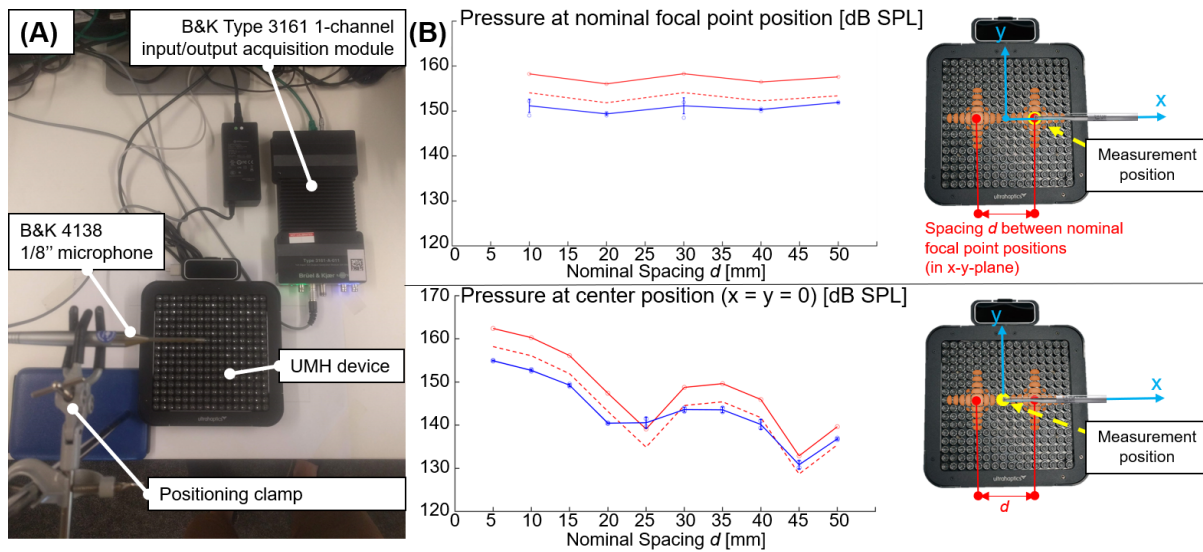 (A)
B&K Type 3161 1-channel
input/output acquisition module
B&K 4138
1/8’’ microphone
UMH device
Positioning clamp
ultrahaptics
Brüel & Kjær
(B)
Pressure at nominal focal point position [dB SPL]
160
150
140
130
120
0 5 10 15 20 25 30 35 40 45 50
Nominal Spacing d [mm]
y
x
Measurement
position
ultrahaptics
Spacing d between nominal
focal point positions
(in x-y-plane)
170
Pressure at center position (x = y = 0) [dB SPL]
160
150
140
130
120
0 5 10 15 20 25 30 35 40 45 50
Nominal Spacing d [mm]
y
x
Measurement
position
ultrahaptics
d